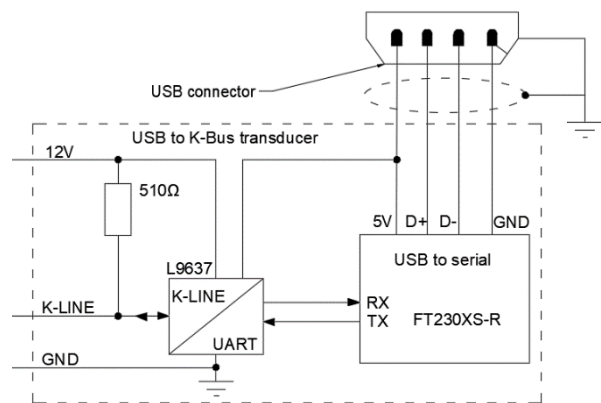 USB connector
USB to K-Bus transducer
12V
510Ω
5V D+ D- GND
L9637
USB to serial
K-LINE
K-LINE
RX
TX
FT230XS-R
UART
GND